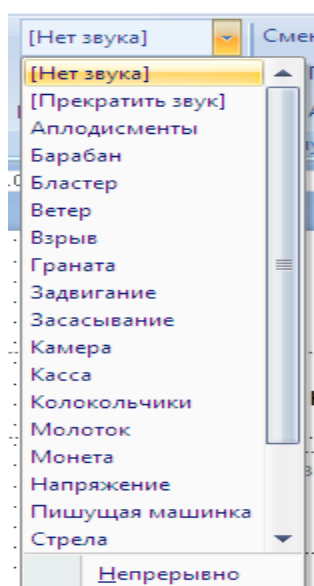 [Нет звука] Сме
[Нет звука]
[Прекратить звук]
Аплодисменты
Барабан
Бластер
Ветер
Взрыв
Граната
Задвигание
Засасывание
Камера
Касса
Колокольчики
Молоток
Монета
Напряжение
Пишущая машинка
Стрела
Непрерывно